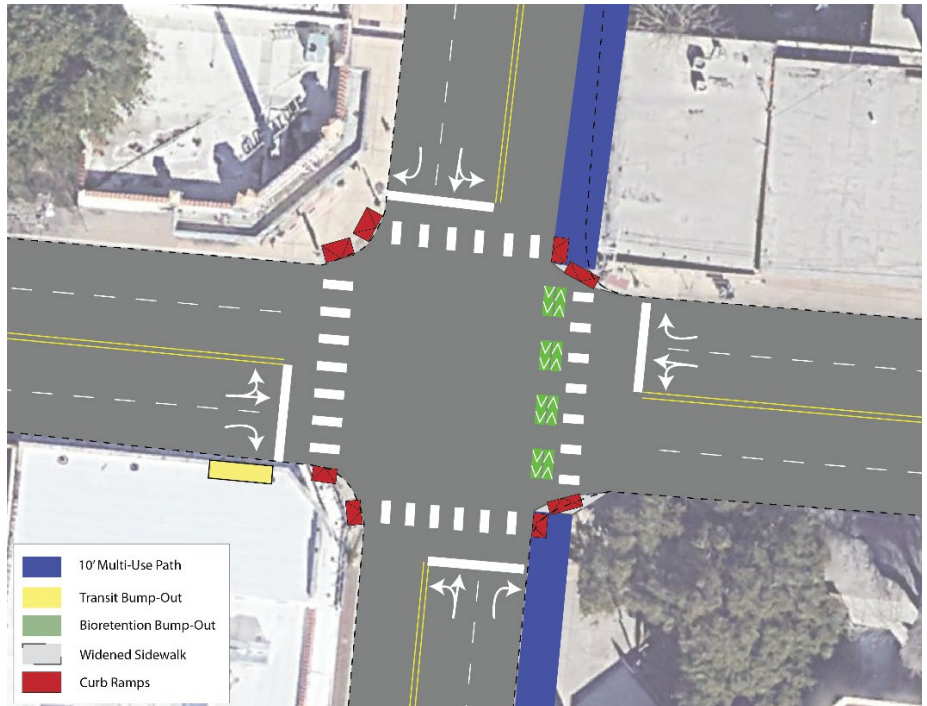 10' Multi-Use Path
Transit Bump-Out
Bioretention Bump-Out
Widened Sidewalk
Curb Ramps